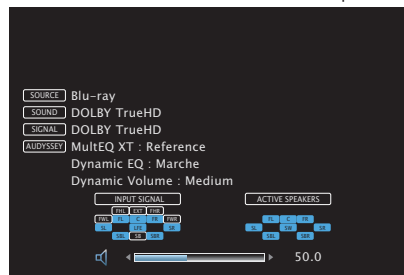 SOURCE Blu-ray
SOUND DOLBY TrueHD
SIGNAL DOLBY TrueHD
AUDYSSEY MultEQ XT : Reference
Dynamic EQ : Marche
Dynamic Volume : Medium
INPUT SIGNAL ACTIVE SPEAKERS
FHL EXT FHR
FWL FL C FR FWR FL C FR
SL LFE SR SL SW SR
SBL SB SBR SBL SBR
50.0